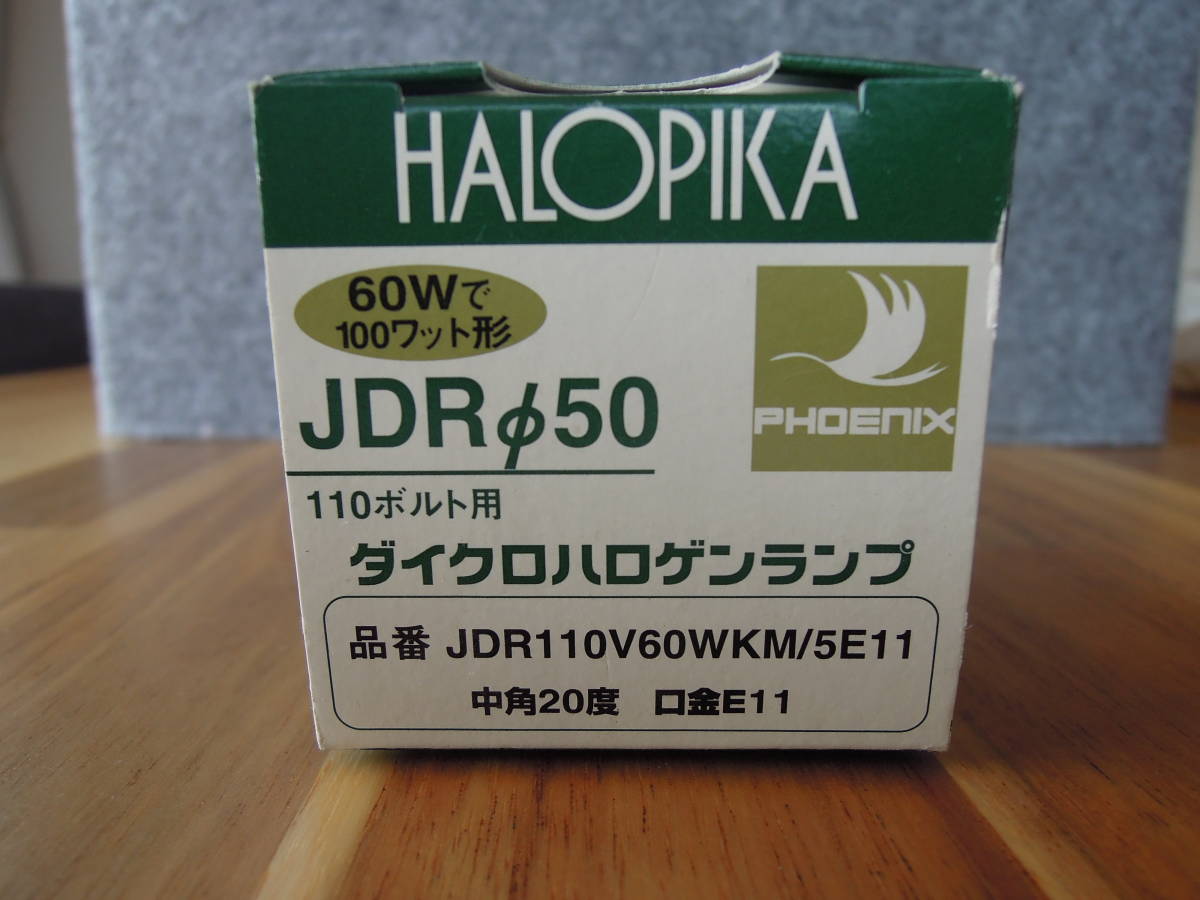 HALOPIKA
60Wで
100ワット形
JDRφ50
PHOENIX
110ボルト用
ダイクロハロゲンランプ
品番 JDR110V60WKM/5E11
中角20度 口金E11